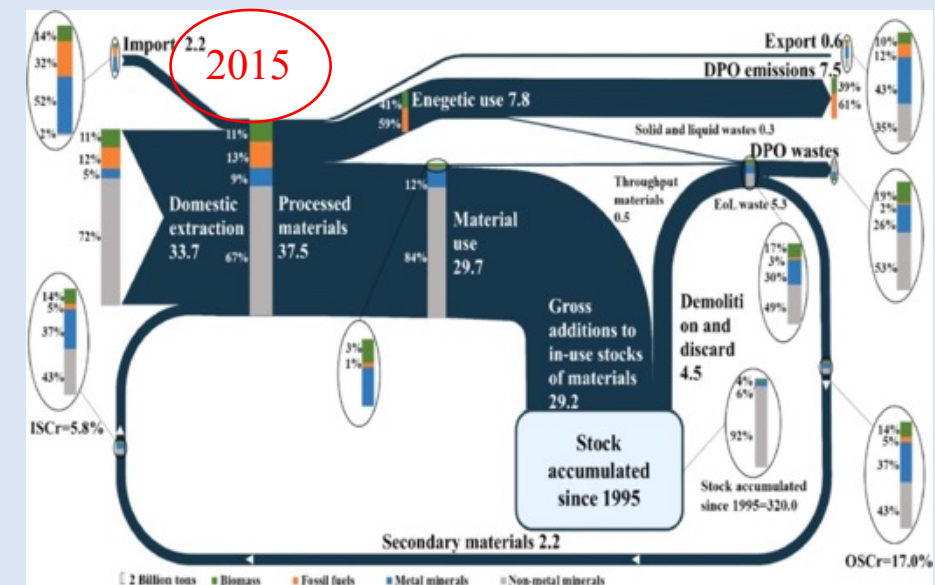 2015
14%
32%
52%
2%
Import 2.2
Export 0.6
DPO emissions 7.5
10%
12%
43%
35%
39%
61%
41%
59%
Enegetic use 7.8
Solid and liquid wastes 0.3
DPO wastes
11%
12%
5%
72%
Domestic
extraction
33.7
11%
13%
9%
67%
Processed
materials
37.5
12%
84%
Material
use
29.7
Throughput
materials
0.5
EoL waste 5.3
19%
2%
26%
53%
17%
3%
30%
49%
14%
5%
37%
43%
ISCr=5.8%
3%
1%
Gross
additions to
in-use stocks
of materials
29.2
Demoliti
on and
discard
4.5
Stock
accumulated
since 1995
4%
6%
92%
Stock accumulated
since 1995=320.0
14%
5%
37%
43%
OSCr=17.0%
Secondary materials 2.2
2 Billion tons
Biomass
Fossil fuels
Metal minerals
Non-metal minerals